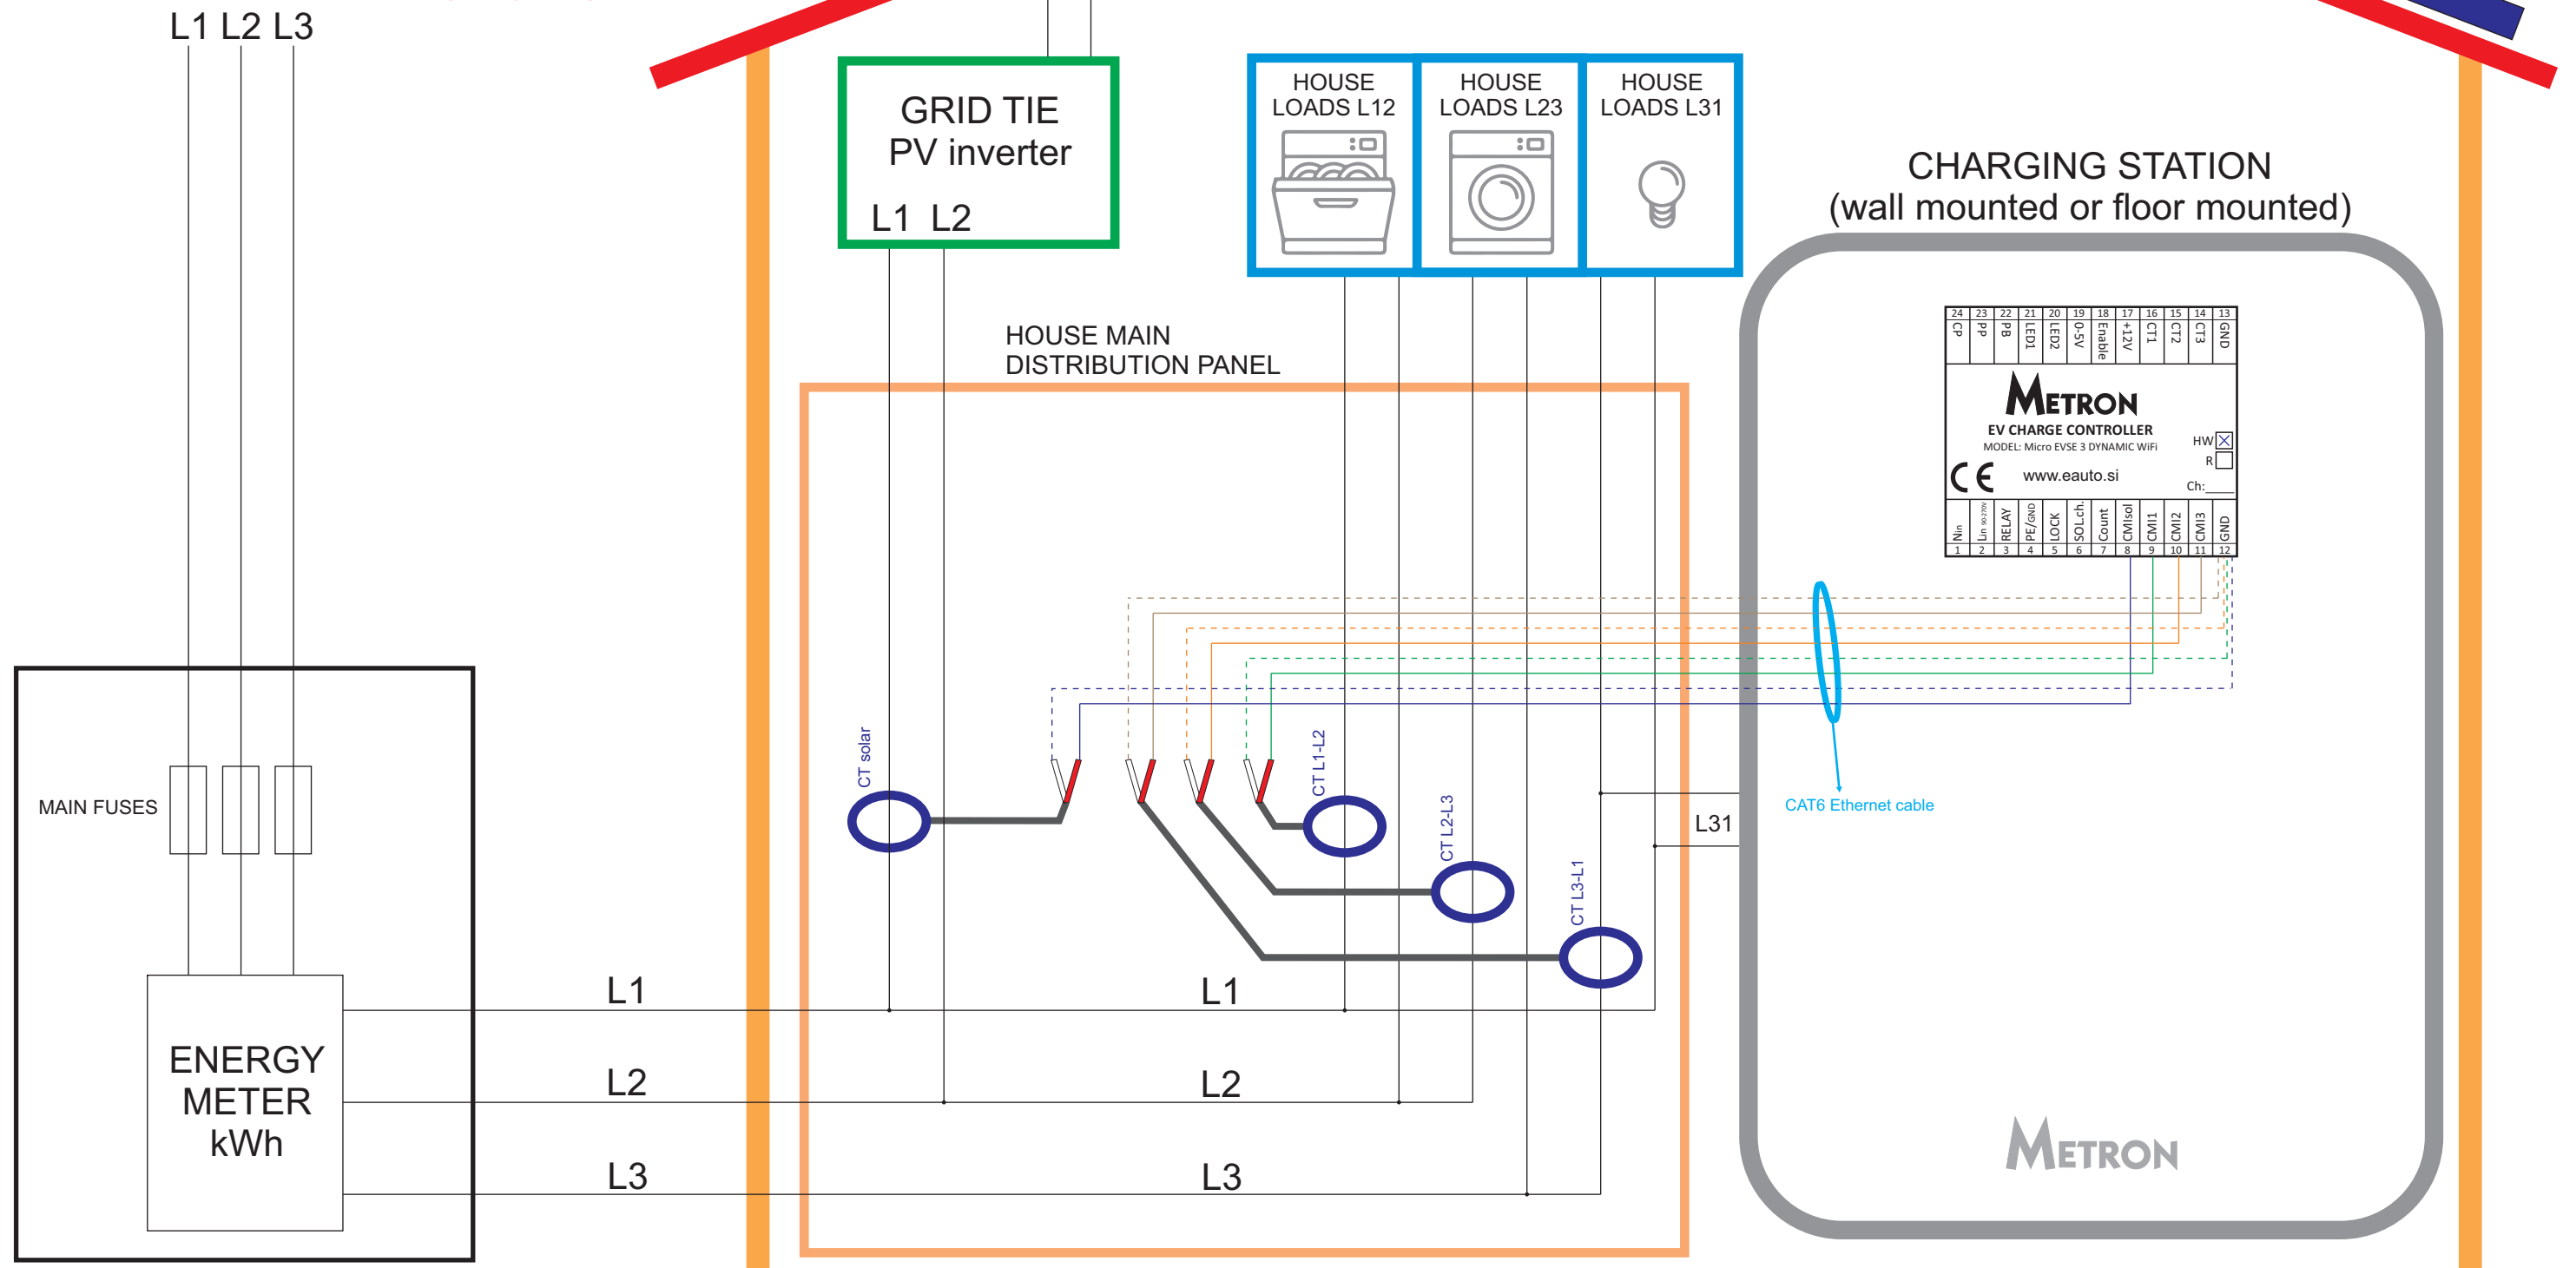 L1 L2 L3
GRID TIE
PV inverter
L1 L2
HOUSE
LOADS L12
HOUSE
LOADS L23
HOUSE
LOADS L31
CHARGING STATION
(wall mounted or floor mounted)
HOUSE MAIN
DISTRIBUTION PANEL
24 23 22 21 20 19 18 17 16 15 14 13
CP PP PB LED1 LED2 0-5V Enable +12V CT1 CT2 CT3 GND
METRON
EV CHARGE CONTROLLER
MODEL: Micro EVSE 3 DYNAMIC WiFi
HW
R
CE www.eauto.si
Ch:____
Nin Lin 90-270V RELAY PE/GND LOCK SOL.ch. Count CMIsol CMI1 CMI2 CMI3 GND
1 2 3 4 5 6 7 8 9 10 11 12
CT solar
CT L1-L2
CT L2-L3
CT L3-L1
CAT6 Ethernet cable
L31
MAIN FUSES
ENERGY
METER
kWh
L1 L1
L2 L2
L3 L3
METRON